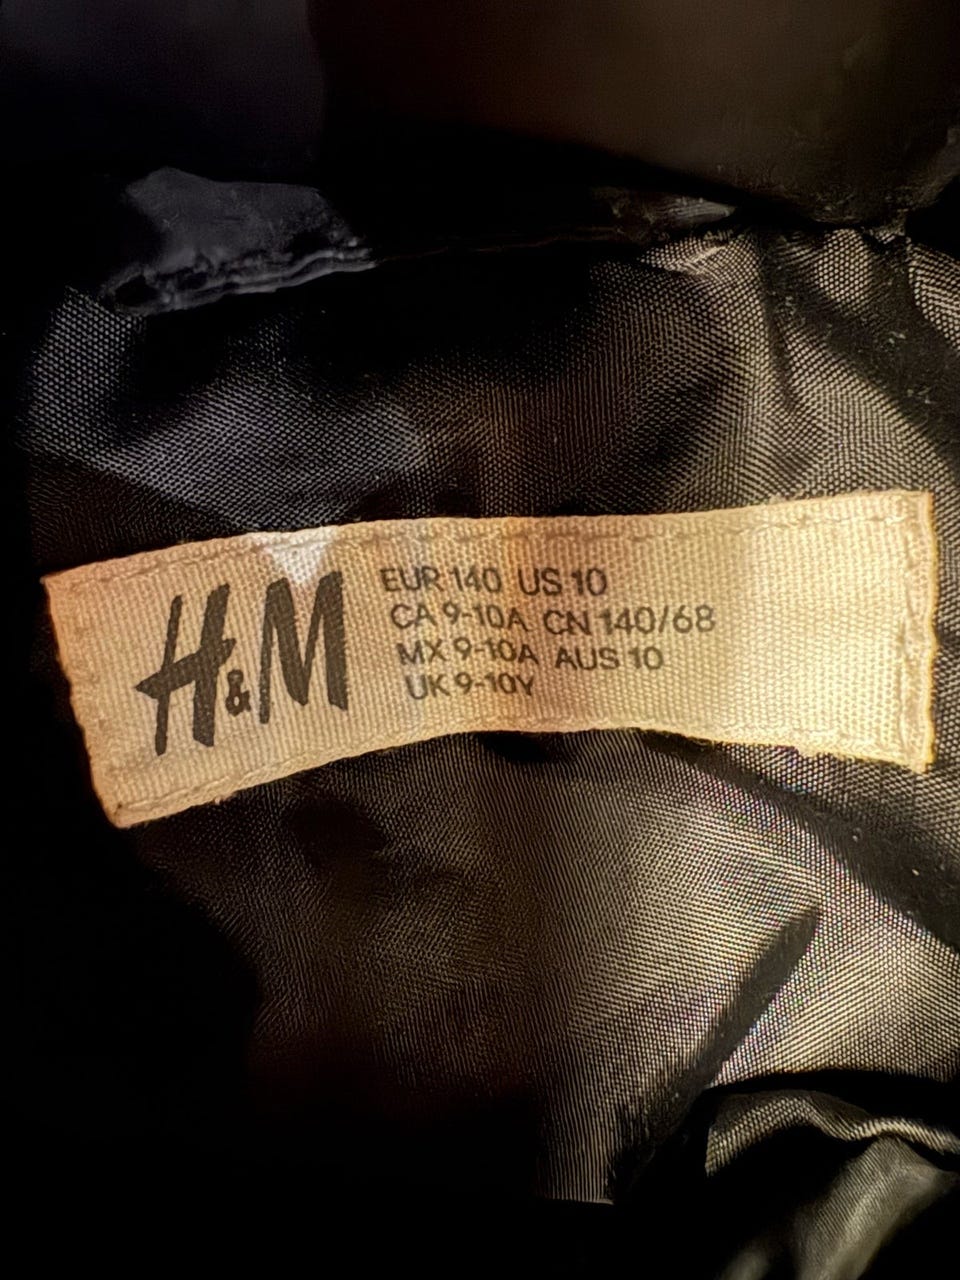 H&M
EUR 140 US 10
CA 9-10A CN 140/68
MX 9-10A AUS 10
UK 9-10Y